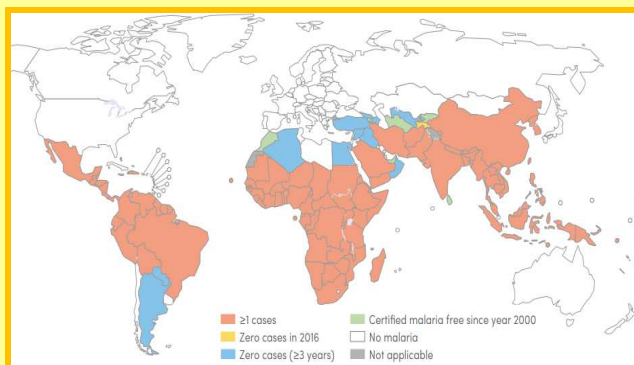 ≥1 cases
Zero cases in 2016
Zero cases (≥3 years)
Certified malaria free since year 2000
No malaria
Not applicable